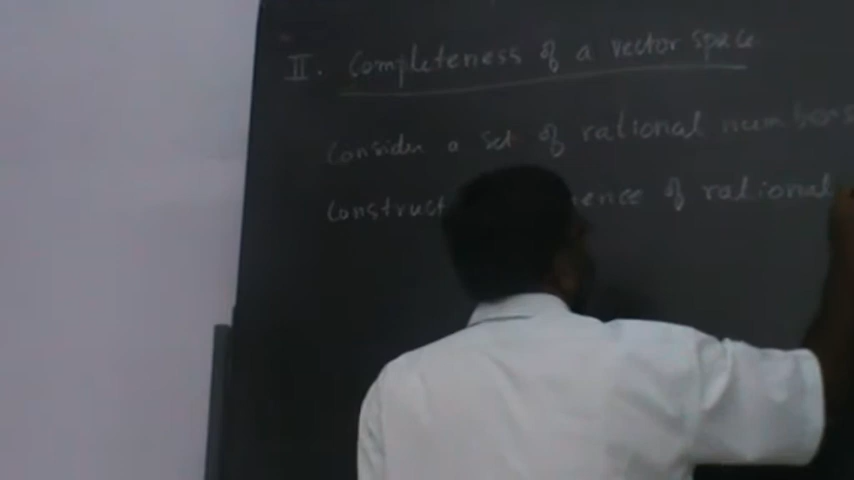 II. Completeness of a vector space
Consider a set of rational numbers
Construct ence of rational